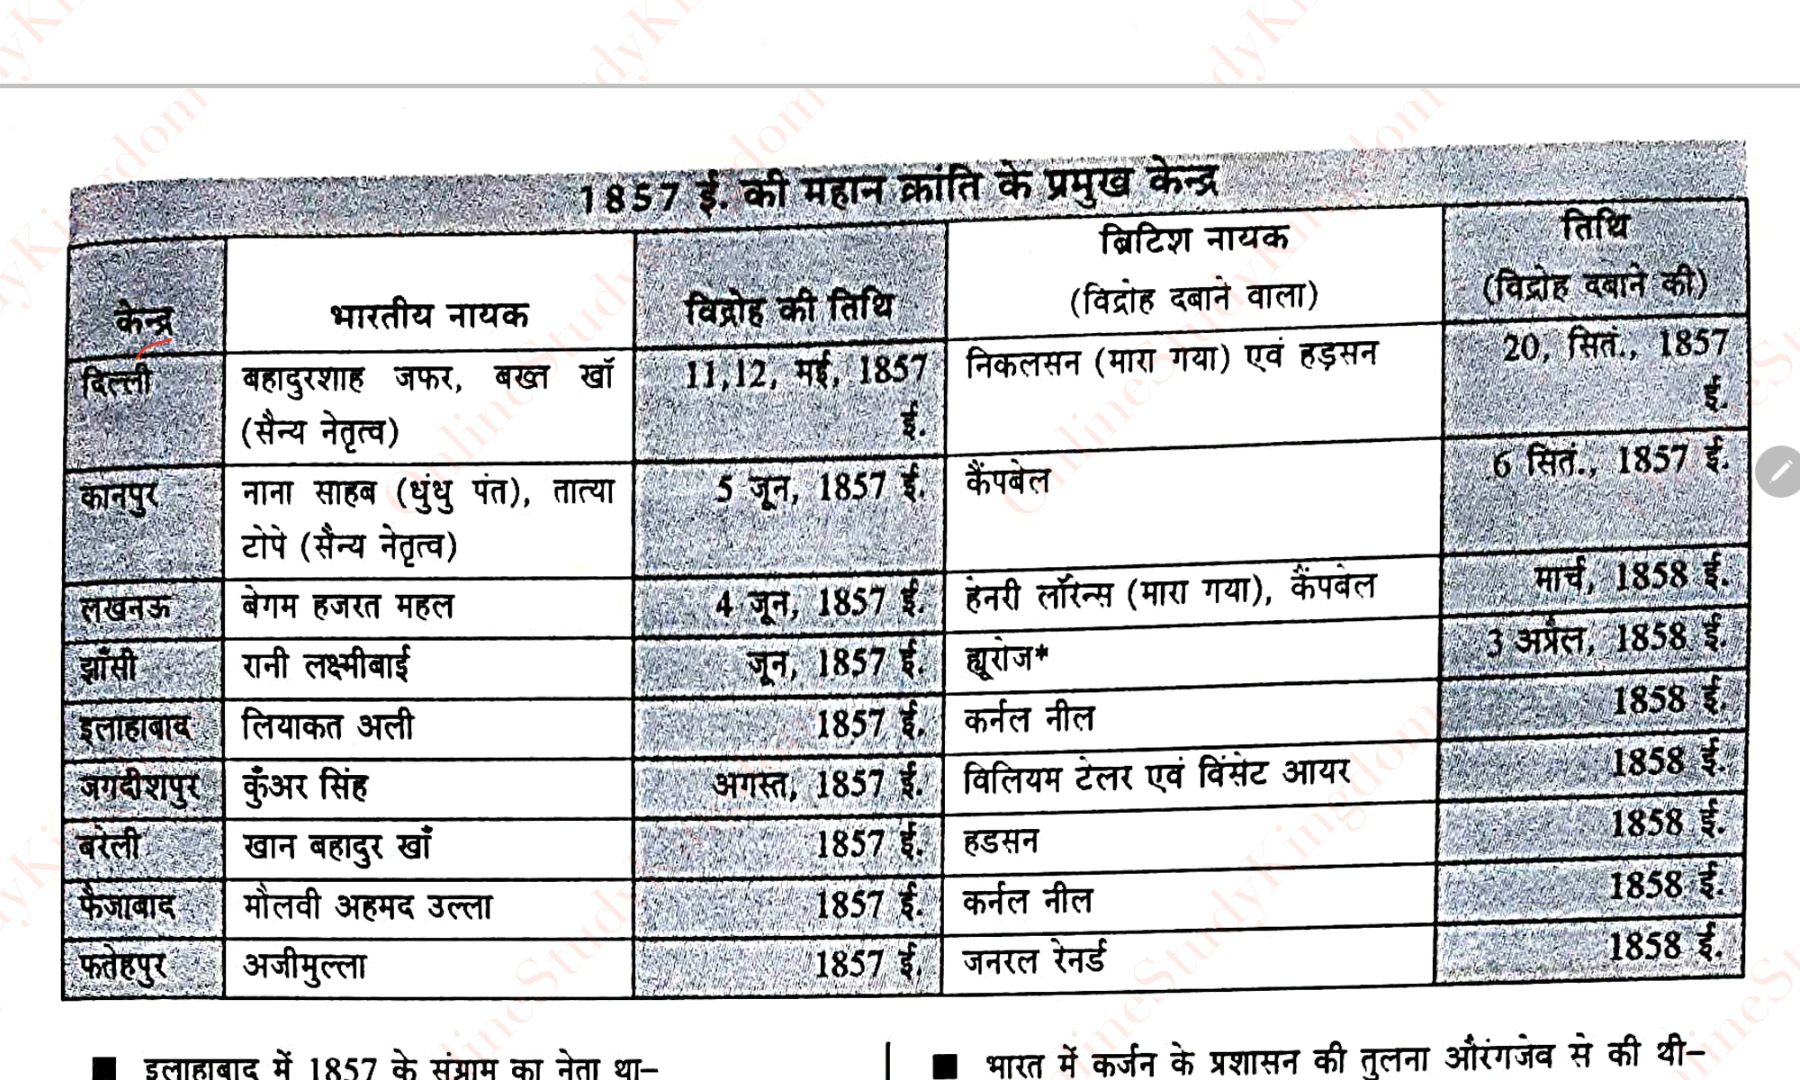 1857 ई. की महान क्रांति के प्रमुख केन्द्र
केन्द्र
भारतीय नायक
विद्रोह की तिथि
ब्रिटिश नायक
(विद्रोह दबाने वाला)
तिथि
(विद्रोह दबाने की)
दिल्ली
बहादुरशाह जफर, बख्त खाँ
(सैन्य नेतृत्व)
11,12, मई, 1857
ई.
निकलसन (मारा गया) एवं हड़सन
20, सितं., 1857
ई.
कानपुर
नाना साहब (धुंधु पंत), तात्या
टोपे (सैन्य नेतृत्व)
5 जून, 1857 ई.
कैंपबेल
6 सितं., 1857 ई.
लखनऊ
बेगम हजरत महल
4 जून, 1857 ई.
हेनरी लॉरेन्स (मारा गया), कैंपबेल
मार्च, 1858 ई.
झाँसी
रानी लक्ष्मीबाई
जून, 1857 ई.
ह्यूरोज*
3 अप्रैल, 1858 ई.
इलाहाबाद
लियाकत अली
1857 ई.
कर्नल नील
1858 ई.
जगदीशपुर
कुँअर सिंह
अगस्त, 1857 ई.
विलियम टेलर एवं विंसेट आयर
1858 ई.
बरेली
खान बहादुर खाँ
1857 ई.
हडसन
1858 ई.
फैजाबाद
मौलवी अहमद उल्ला
1857 ई.
कर्नल नील
1858 ई.
फतेहपुर
अजीमुल्ला
1857 ई.
जनरल रेनर्ड
1858 ई.
■ इलाहाबाद में 1857 के संग्राम का नेता था–
■ भारत में कर्जन के प्रशासन की तुलना औरंगजेब से की थी–
OnlineStudyKingdom